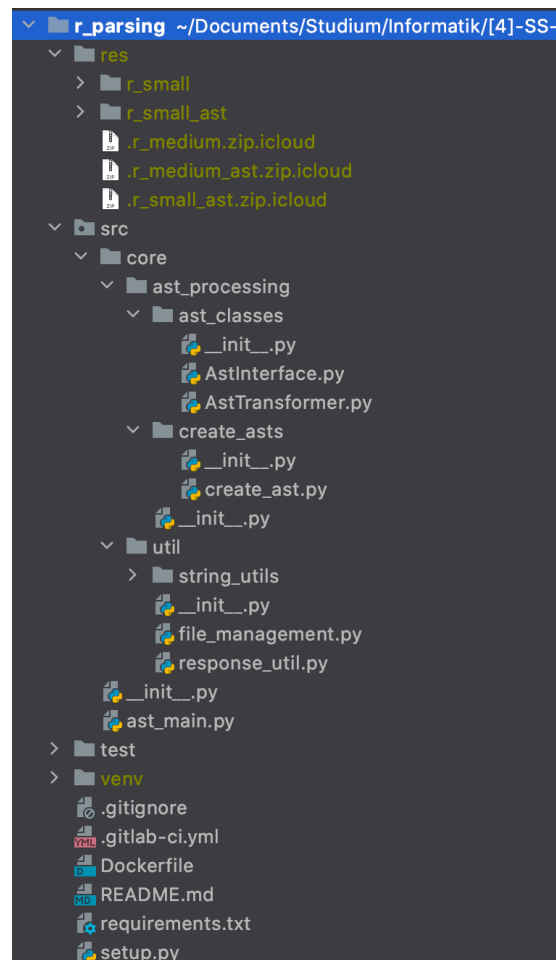 r_parsing ~/Documents/Studium/Informatik/[4]-SS-
res
r_small
r_small_ast
.r_medium.zip.icloud
.r_medium_ast.zip.icloud
.r_small_ast.zip.icloud
src
core
ast_processing
ast_classes
__init__.py
AstInterface.py
AstTransformer.py
create_asts
__init__.py
create_ast.py
__init__.py
util
string_utils
__init__.py
file_management.py
response_util.py
__init__.py
ast_main.py
test
venv
.gitignore
.gitlab-ci.yml
Dockerfile
README.md
requirements.txt
setup.py